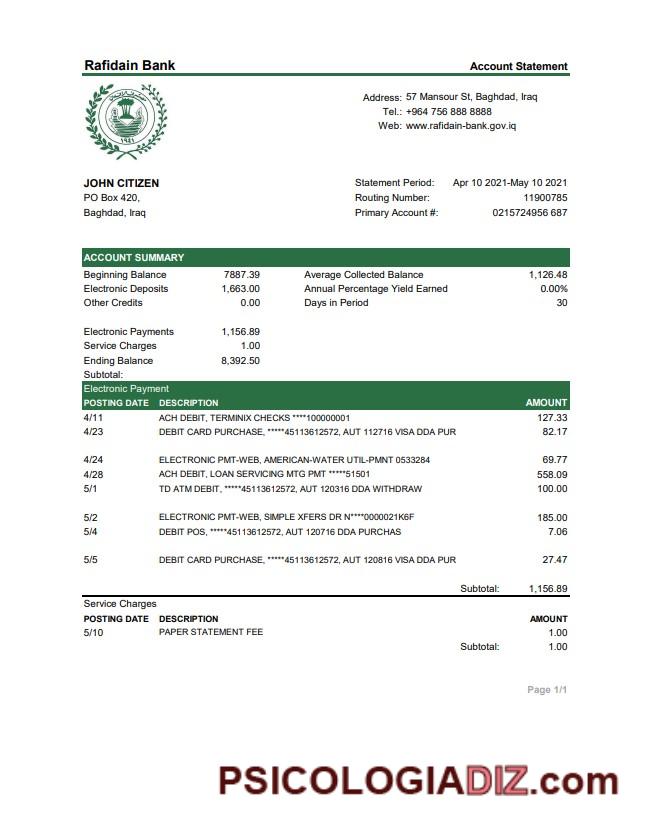 Rafidain Bank Account Statement
Address: 57 Mansour St, Baghdad, Iraq
Tel.: +964 756 888 8888
Web: www.rafidain-bank.gov.iq
١٩٤١
JOHN CITIZEN Statement Period: Apr 10 2021-May 10 2021
PO Box 420, Routing Number: 11900785
Baghdad, Iraq Primary Account #: 0215724956 687
ACCOUNT SUMMARY
Beginning Balance 7887.39 Average Collected Balance 1,126.48
Electronic Deposits 1,663.00 Annual Percentage Yield Earned 0.00%
Other Credits 0.00 Days in Period 30
Electronic Payments 1,156.89
Service Charges 1.00
Ending Balance 8,392.50
Subtotal:
Electronic Payment
POSTING DATE DESCRIPTION AMOUNT
4/11 ACH DEBIT, TERMINIX CHECKS ****100000001 127.33
4/23 DEBIT CARD PURCHASE, *****45113612572, AUT 112716 VISA DDA PUR 82.17
4/24 ELECTRONIC PMT-WEB, AMERICAN-WATER UTIL-PMNT 0533284 69.77
4/28 ACH DEBIT, LOAN SERVICING MTG PMT *****51501 558.09
5/1 TD ATM DEBIT, *****45113612572, AUT 120316 DDA WITHDRAW 100.00
5/2 ELECTRONIC PMT-WEB, SIMPLE XFERS DR N****0000021K6F 185.00
5/4 DEBIT POS, *****45113612572, AUT 120716 DDA PURCHAS 7.06
5/5 DEBIT CARD PURCHASE, *****45113612572, AUT 120816 VISA DDA PUR 27.47
Subtotal: 1,156.89
Service Charges
POSTING DATE DESCRIPTION AMOUNT
5/10 PAPER STATEMENT FEE 1.00
Subtotal: 1.00
Page 1/1
PSICOLOGIADIZ.com